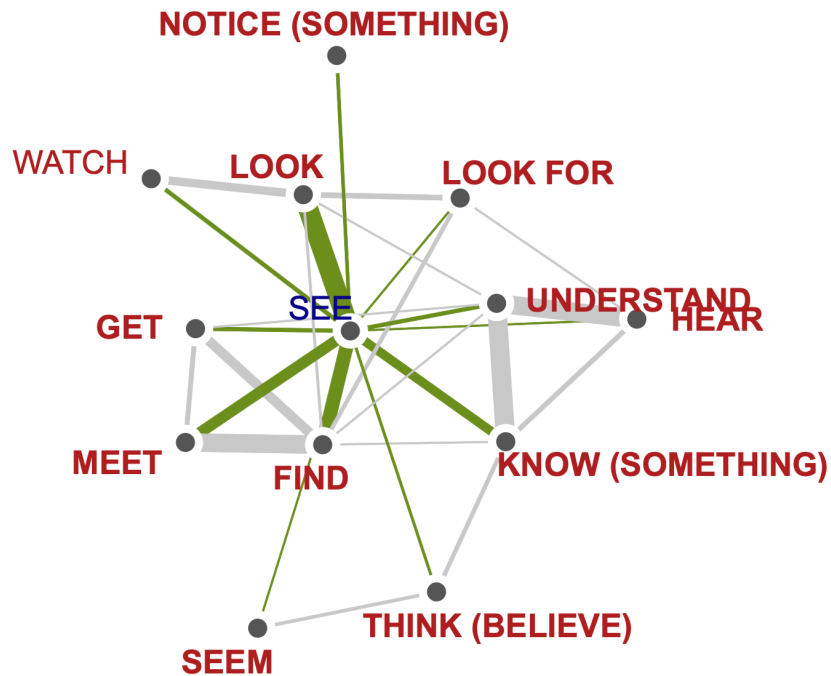 NOTICE (SOMETHING)
WATCH
LOOK
LOOK FOR
SEE
UNDERSTAND
HEAR
GET
MEET
FIND
KNOW (SOMETHING)
THINK (BELIEVE)
SEEM